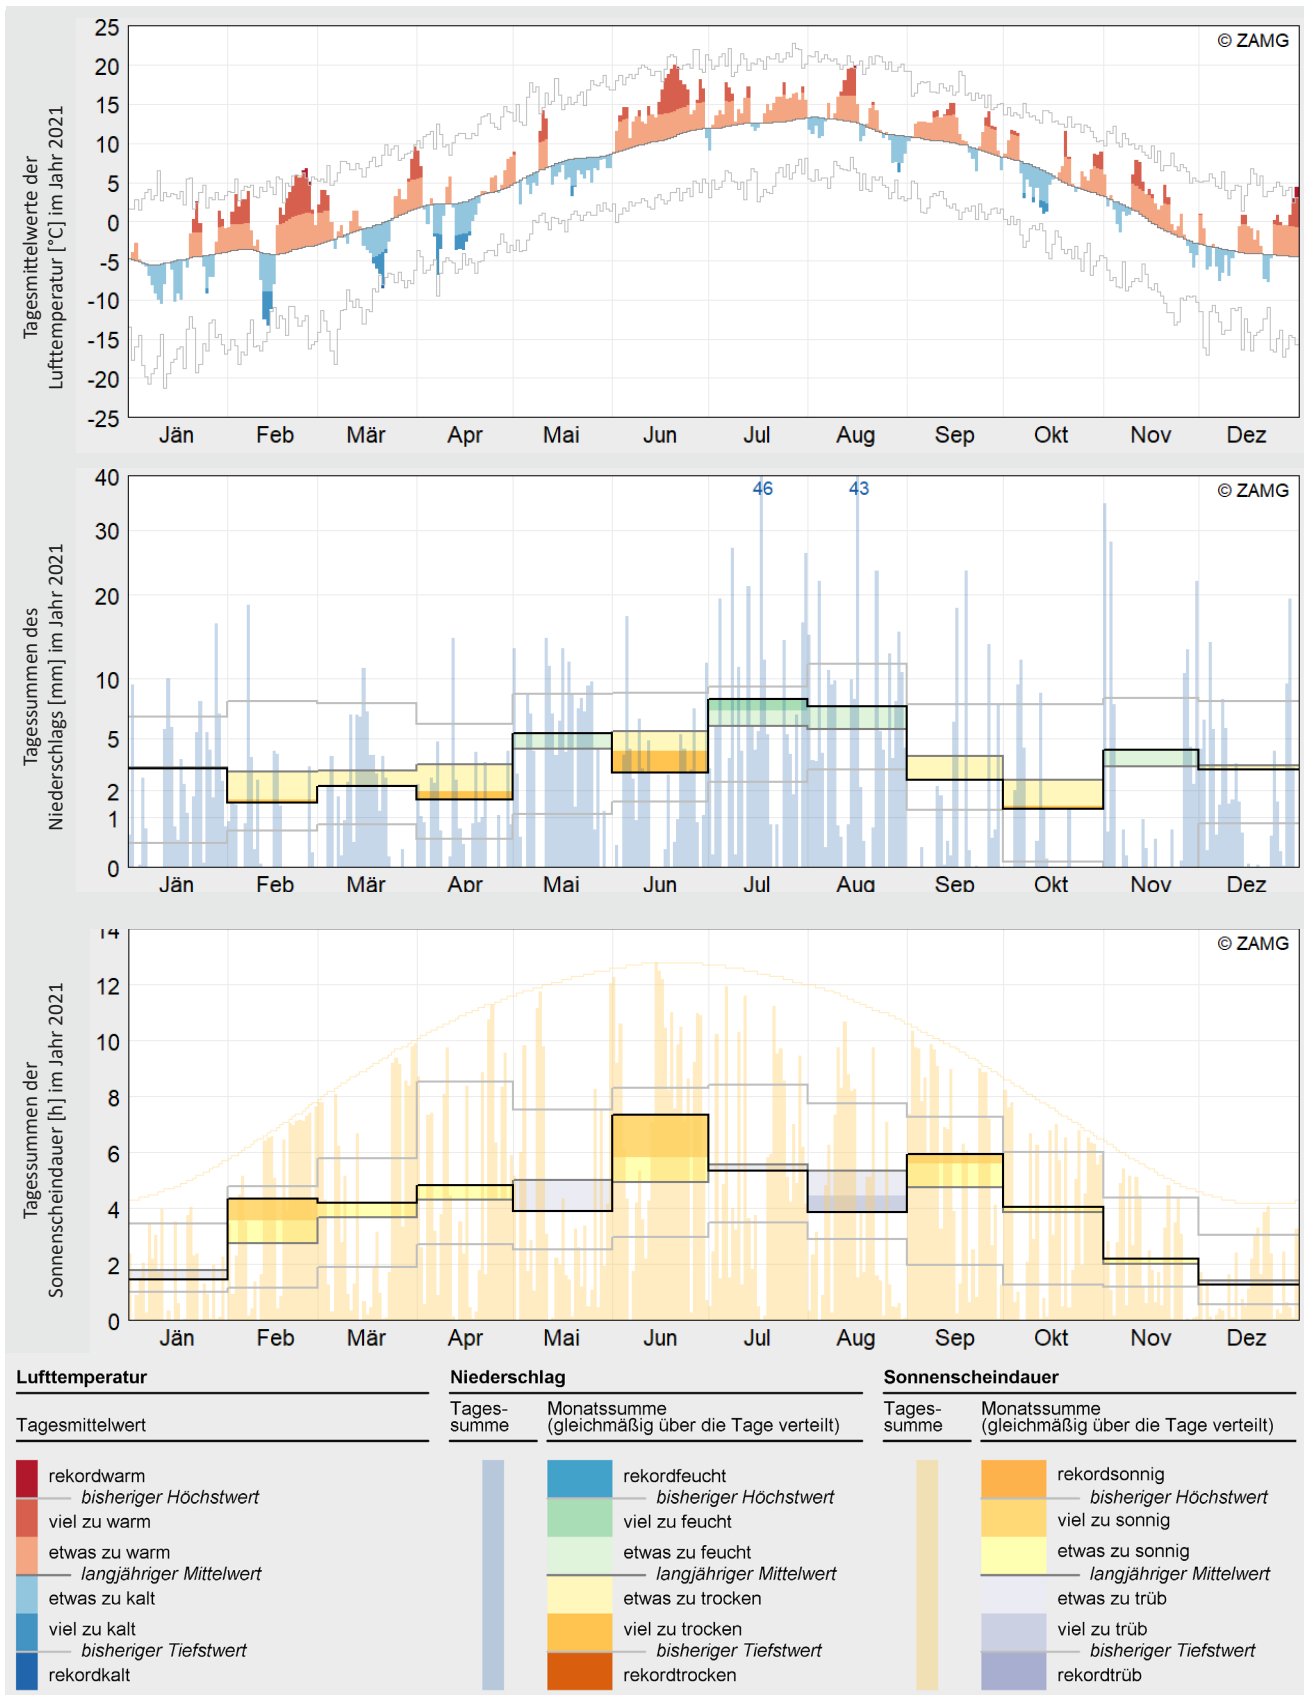 Tagesmittelwerte der
Lufttemperatur [°C] im Jahr 2021
25
20
15
10
5
0
-5
-10
-15
-20
-25
© ZAMG
Jän Feb Mär Apr Mai Jun Jul Aug Sep Okt Nov Dez
Tagessummen des
Niederschlags [mm] im Jahr 2021
40
30
20
10
5
2
1
0
46 43
© ZAMG
Jän Feb Mär Apr Mai Jun Jul Aug Sep Okt Nov Dez
Tagessummen der
Sonnenscheindauer [h] im Jahr 2021
14
12
10
8
6
4
2
0
© ZAMG
Jän Feb Mär Apr Mai Jun Jul Aug Sep Okt Nov Dez
Lufttemperatur
Tagesmittelwert
rekordwarm
bisheriger Höchstwert
viel zu warm
etwas zu warm
langjähriger Mittelwert
etwas zu kalt
viel zu kalt
bisheriger Tiefstwert
rekordkalt
Niederschlag
Tages-
summe
Monatssumme
(gleichmäßig über die Tage verteilt)
rekordfeucht
bisheriger Höchstwert
viel zu feucht
etwas zu feucht
langjähriger Mittelwert
etwas zu trocken
viel zu trocken
bisheriger Tiefstwert
rekordtrocken
Sonnenscheindauer
Tages-
summe
Monatssumme
(gleichmäßig über die Tage verteilt)
rekordsonnig
bisheriger Höchstwert
viel zu sonnig
etwas zu sonnig
langjähriger Mittelwert
etwas zu trüb
viel zu trüb
bisheriger Tiefstwert
rekordtrüb